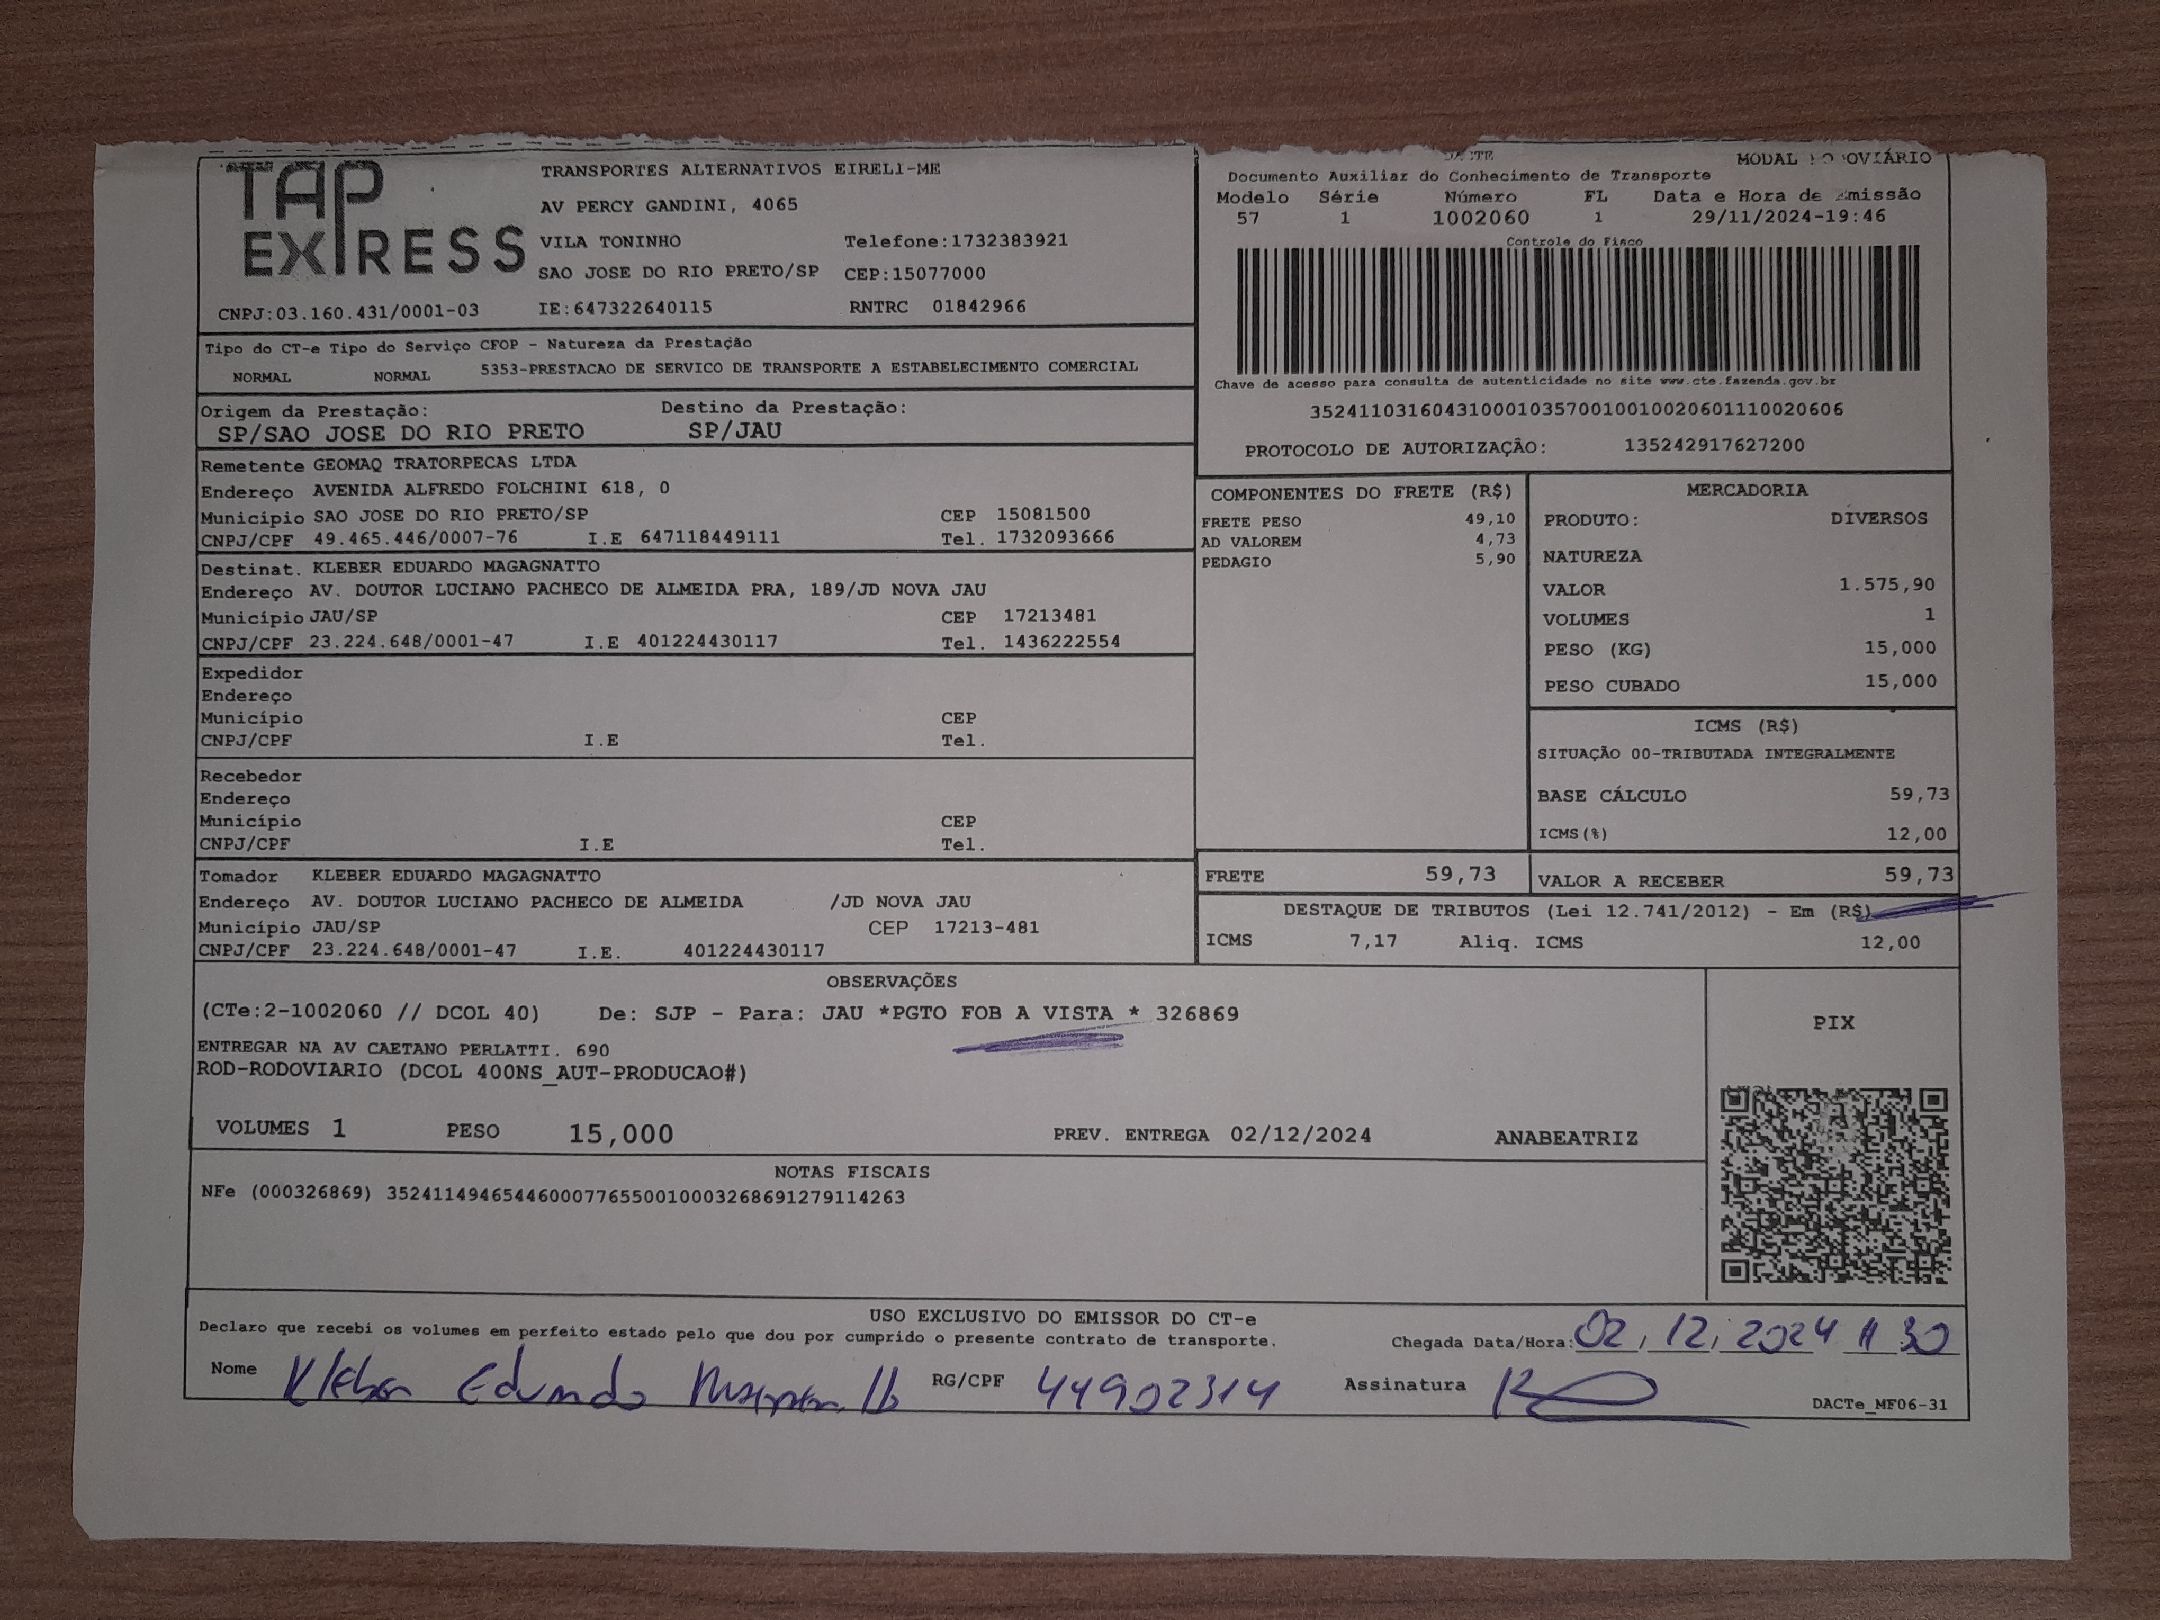 TAP
EXPRESS
TRANSPORTES ALTERNATIVOS EIRELI-ME
AV PERCY GANDINI, 4065
VILA TONINHO Telefone:1732383921
SAO JOSE DO RIO PRETO/SP CEP:15077000
CNPJ:03.160.431/0001-03 IE:647322640115 RNTRC 01842966
MODAL
Documento Auxiliar do Conhecimento de Transporte
Modelo Série Número FL Data e Hora de Emissão
57 1 1002060 1 29/11/2024-19:46
Controle do Fisco
Chave de acesso para consulta de autenticidade no site www.cte.fazenda.gov.br
35241103160431000103570010010020601110020606
PROTOCOLO DE AUTORIZAÇÃO: 135242917627200
Tipo do CT-e Tipo do Serviço CFOP - Natureza da Prestação
NORMAL NORMAL 5353-PRESTACAO DE SERVICO DE TRANSPORTE A ESTABELECIMENTO COMERCIAL
Origem da Prestação: Destino da Prestação:
SP/SAO JOSE DO RIO PRETO SP/JAU
Remetente GEOMAQ TRATORPECAS LTDA
Endereço AVENIDA ALFREDO FOLCHINI 618, 0
Município SAO JOSE DO RIO PRETO/SP CEP 15081500
CNPJ/CPF 49.465.446/0007-76 I.E 647118449111 Tel. 1732093666
Destinat. KLEBER EDUARDO MAGAGNATTO
Endereço AV. DOUTOR LUCIANO PACHECO DE ALMEIDA PRA, 189/JD NOVA JAU
Município JAU/SP CEP 17213481
CNPJ/CPF 23.224.648/0001-47 I.E 401224430117 Tel. 1436222554
Expedidor
Endereço
Município CEP
CNPJ/CPF I.E Tel.
Recebedor
Endereço
Município CEP
CNPJ/CPF I.E Tel.
Tomador KLEBER EDUARDO MAGAGNATTO
Endereço AV. DOUTOR LUCIANO PACHECO DE ALMEIDA /JD NOVA JAU
Município JAU/SP CEP 17213-481
CNPJ/CPF 23.224.648/0001-47 I.E. 401224430117
COMPONENTES DO FRETE (R$)
FRETE PESO 49,10
AD VALOREM 4,73
PEDAGIO 5,90
MERCADORIA
PRODUTO: DIVERSOS
NATUREZA
VALOR 1.575,90
VOLUMES 1
PESO (KG) 15,000
PESO CUBADO 15,000
ICMS (R$)
SITUAÇÃO 00-TRIBUTADA INTEGRALMENTE
BASE CÁLCULO 59,73
ICMS(%) 12,00
FRETE 59,73 VALOR A RECEBER 59,73
DESTAQUE DE TRIBUTOS (Lei 12.741/2012) - Em (R$)
ICMS 7,17 Aliq. ICMS 12,00
OBSERVAÇÕES
(CTe:2-1002060 // DCOL 40) De: SJP - Para: JAU *PGTO FOB A VISTA * 326869
ENTREGAR NA AV CAETANO PERLATTI. 690
ROD-RODOVIARIO (DCOL 400NS_AUT-PRODUCAO#)
VOLUMES 1 PESO 15,000 PREV. ENTREGA 02/12/2024 ANABEATRIZ
PIX
NOTAS FISCAIS
NFe (000326869) 35241149465446000776550010003268691279114263
USO EXCLUSIVO DO EMISSOR DO CT-e
Declaro que recebi os volumes em perfeito estado pelo que dou por cumprido o presente contrato de transporte.
Chegada Data/Hora: 02, 12, 2024 11 30
Nome Kleber Eduardo RG/CPF 44902314 Assinatura
DACTe_MF06-31